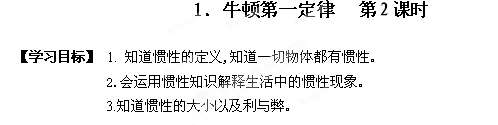 1．牛顿第一定律　第2课时
【学习目标】 1. 知道惯性的定义,知道一切物体都有惯性。
2.会运用惯性知识解释生活中的惯性现象。
3.知道惯性的大小以及利与弊。